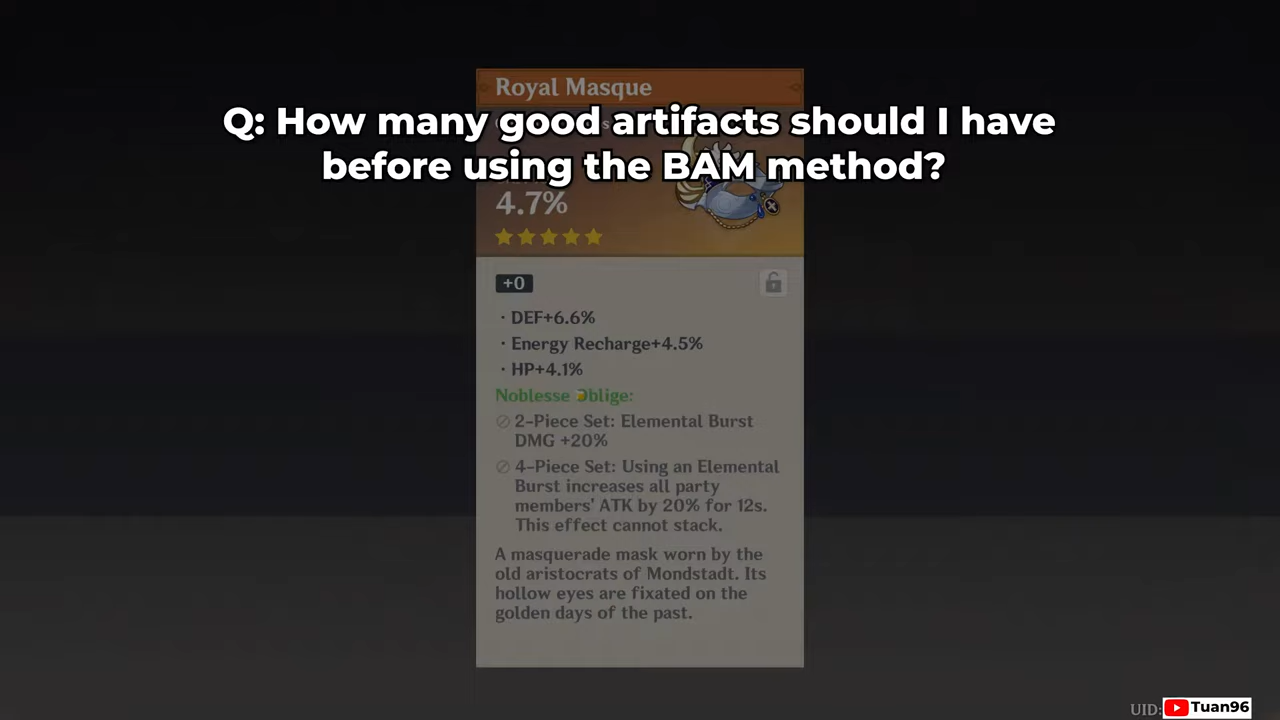 Royal Masque
Q: How many good artifacts should I have
before using the BAM method?
4.7%
+0
· DEF+6.6%
· Energy Recharge+4.5%
· HP+4.1%
Noblesse Oblige:
2-Piece Set: Elemental Burst
DMG +20%
4-Piece Set: Using an Elemental
Burst increases all party
members' ATK by 20% for 12s.
This effect cannot stack.
A masquerade mask worn by the
old aristocrats of Mondstadt. Its
hollow eyes are fixated on the
golden days of the past.
UID: Tuan96